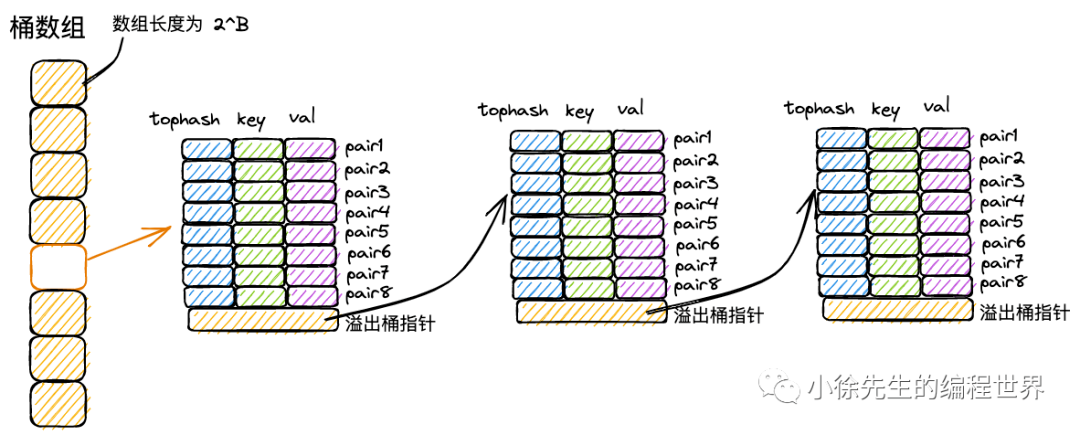 桶数组
数组长度为 2^B
tophash key val
pair1
pair2
pair3
pair4
pair5
pair6
pair7
pair8
溢出桶指针
tophash key val
pair1
pair2
pair3
pair4
pair5
pair6
pair7
pair8
溢出桶指针
tophash key val
pair1
pair2
pair3
pair4
pair5
pair6
pair7
pair8
溢出桶指针
小徐先生的编程世界